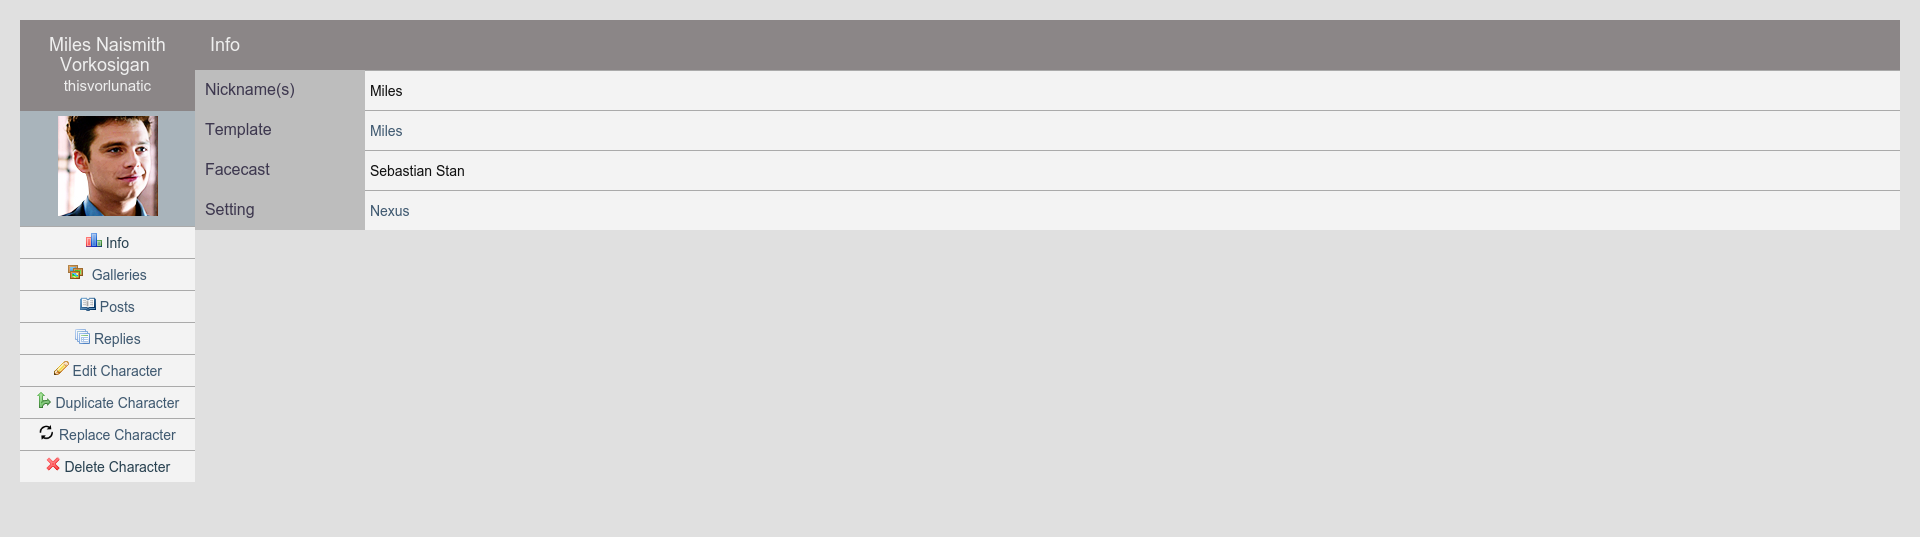 Miles Naismith
Vorkosigan
thisvorlunatic
Info
Nickname(s) Miles
Template Miles
Facecast Sebastian Stan
Setting Nexus
Info
Galleries
Posts
Replies
Edit Character
Duplicate Character
Replace Character
Delete Character